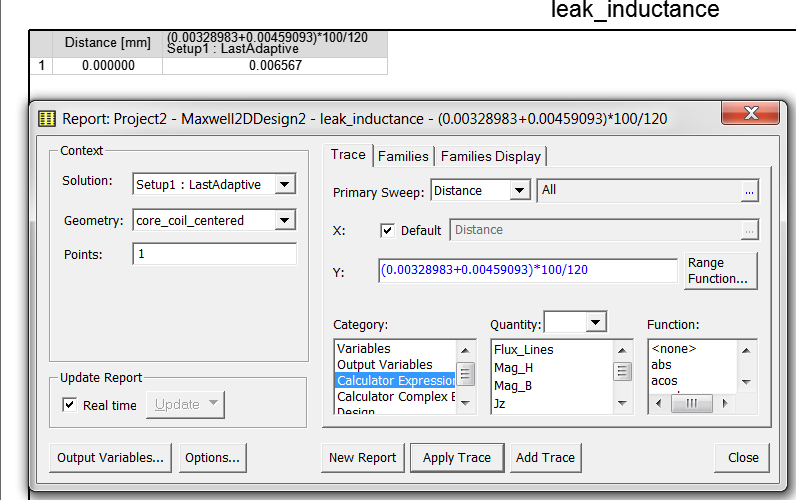 leak_inductance
Distance [mm]
(0.00328983+0.00459093)*100/120
Setup1 : LastAdaptive
1
0.000000
0.006567
Report: Project2 - Maxwell2DDesign2 - leak_inductance - (0.00328983+0.00459093)*100/120
Context
Solution:
Setup1 : LastAdaptive
Geometry:
core_coil_centered
Points:
1
Update Report
Real time
Update
Trace
Families
Families Display
Primary Sweep:
Distance
All
...
X:
Default
Distance
...
Y:
(0.00328983+0.00459093)*100/120
Range
Function...
Category:
Variables
Output Variables
Calculator Expression
Calculator Complex E
Design
Quantity:
Flux_Lines
Mag_H
Mag_B
Jz
Function:
<none>
abs
acos
Output Variables...
Options...
New Report
Apply Trace
Add Trace
Close